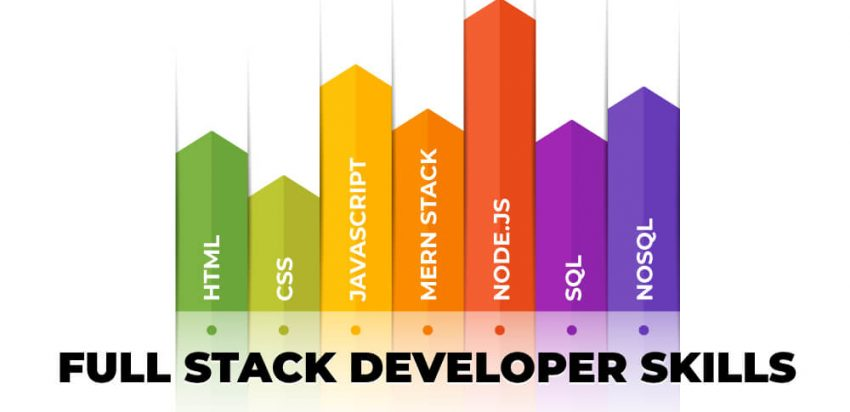 HTML
CSS
JAVASCRIPT
MERN STACK
NODE.JS
SQL
NOSQL
FULL STACK DEVELOPER SKILLS